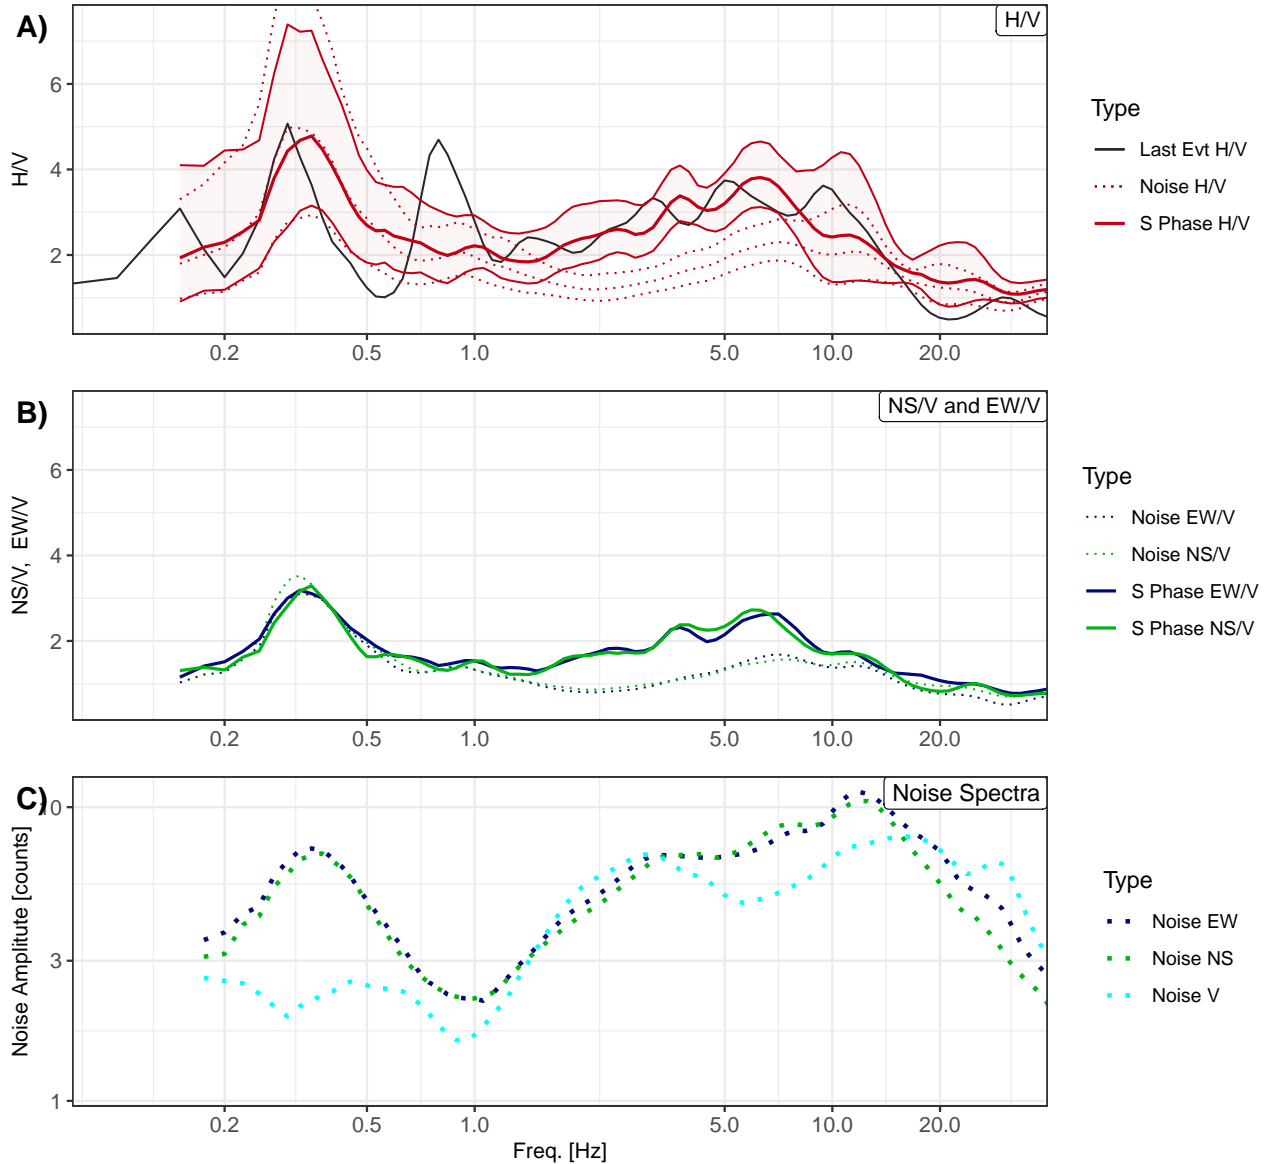 A)
H/V
6
4
2
H/V
0.2 0.5 1.0 5.0 10.0 20.0
Type
Last Evt H/V
Noise H/V
S Phase H/V
B)
NS/V and EW/V
6
4
2
NS/V, EW/V
0.2 0.5 1.0 5.0 10.0 20.0
Type
Noise EW/V
Noise NS/V
S Phase EW/V
S Phase NS/V
C)
Noise Spectra
0
3
1
Noise Amplitute [counts]
0.2 0.5 1.0 5.0 10.0 20.0
Freq. [Hz]
Type
Noise EW
Noise NS
Noise V